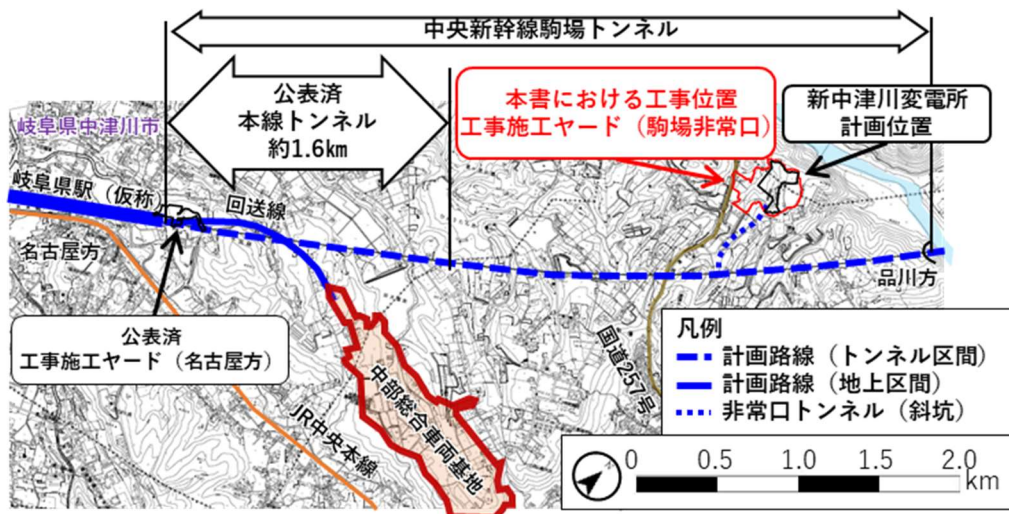 中央新幹線駒場トンネル
公表済
本線トンネル
約1.6㎞
本書における工事位置
工事施工ヤード（駒場非常口）
新中津川変電所
計画位置
岐阜県中津川市
岐阜県駅（仮称
回送線
名古屋方
品川方
公表済
工事施工ヤード（名古屋方）
国道257号
中部総合車両基地
JR中央本線
凡例
計画路線（トンネル区間）
計画路線（地上区間）
非常口トンネル（斜坑）
0 0.5 1.0 1.5 2.0
km